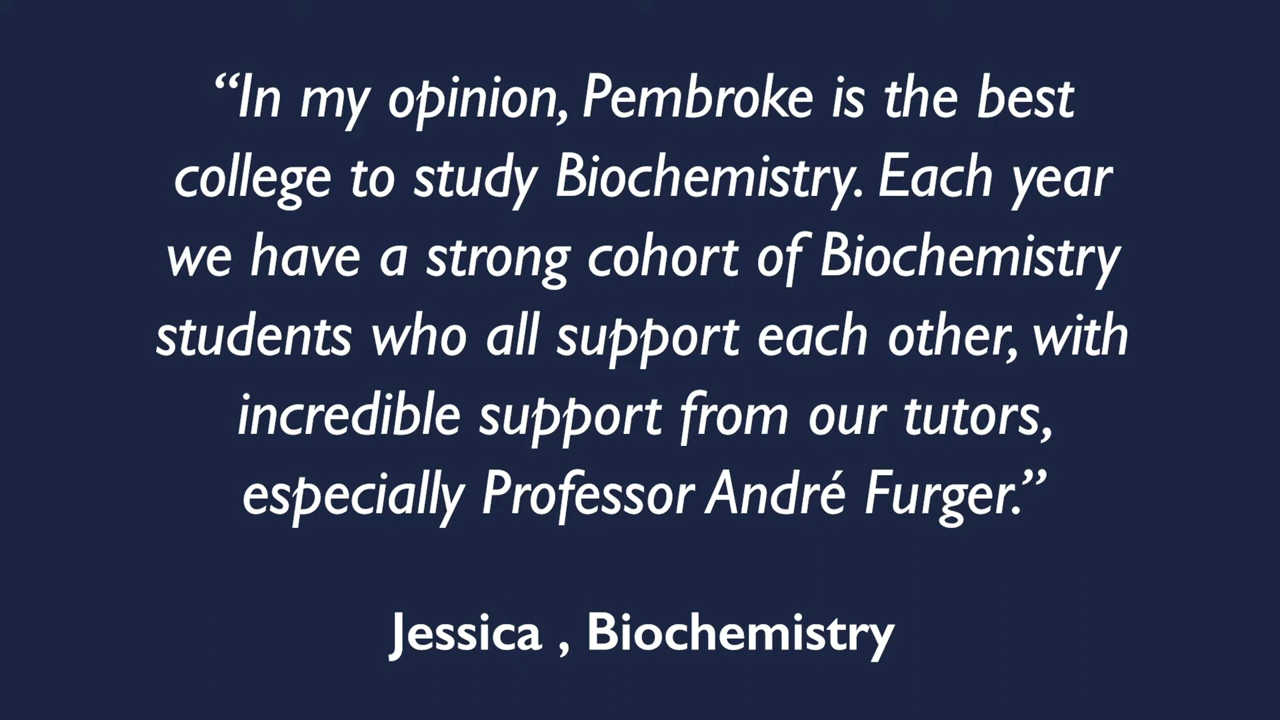 “In my opinion, Pembroke is the best
college to study Biochemistry. Each year
we have a strong cohort of Biochemistry
students who all support each other, with
incredible support from our tutors,
especially Professor André Furger.”
Jessica , Biochemistry